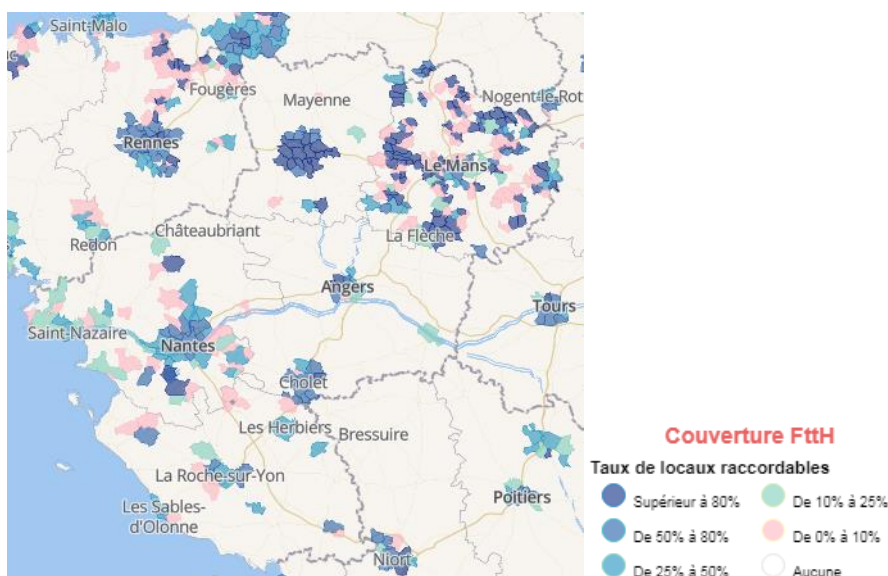 Saint-Malo
Fougères
Mayenne
Nogent-le-Rot
Rennes
Le Mans
Redon
Châteaubriant
La Flèche
Angers
Tours
Saint-Nazaire
Nantes
Cholet
Les Herbiers
Bressuire
La Roche-sur-Yon
Les Sables-
d'Olonne
Poitiers
Niort
Couverture FttH
Taux de locaux raccordables
Supérieur à 80%
De 10% à 25%
De 50% à 80%
De 0% à 10%
De 25% à 50%
Aucune